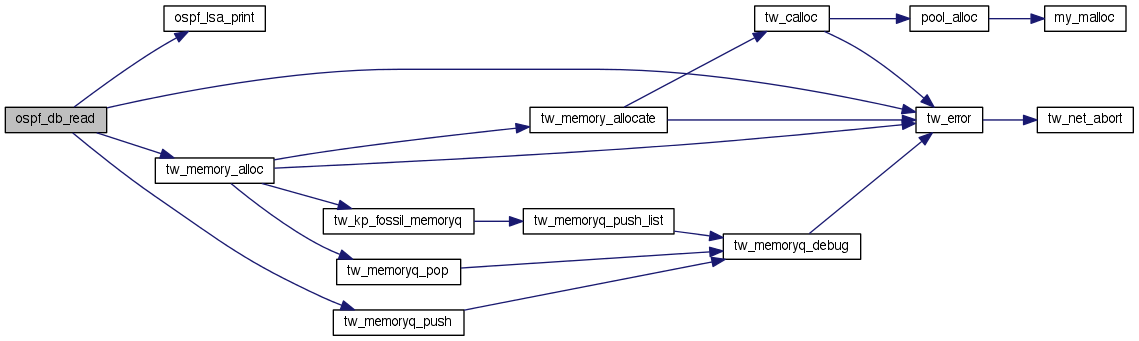 ospf_lsa_print
tw_calloc
pool_alloc
my_malloc
ospf_db_read
tw_memory_allocate
tw_error
tw_net_abort
tw_memory_alloc
tw_kp_fossil_memoryq
tw_memoryq_push_list
tw_memoryq_debug
tw_memoryq_pop
tw_memoryq_push